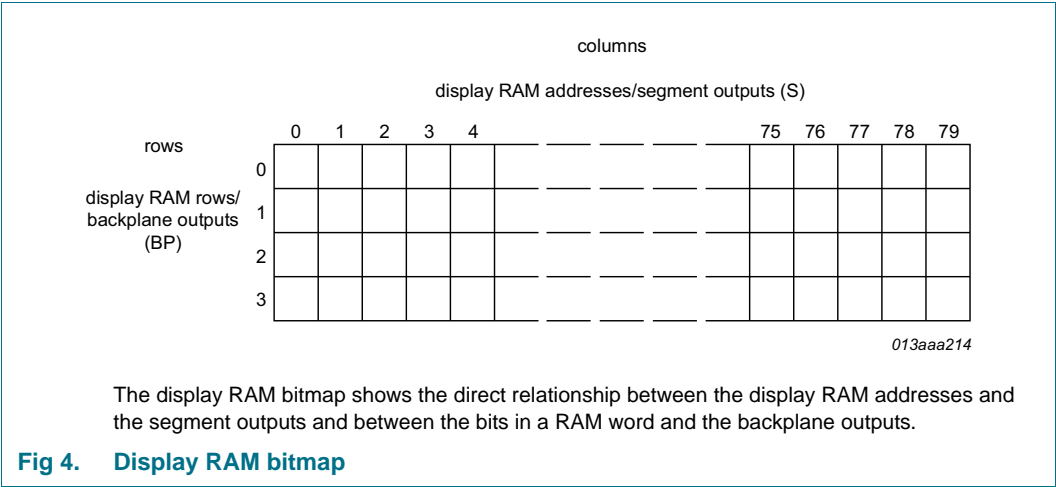 columns
display RAM addresses/segment outputs (S)
0 1 2 3 4 75 76 77 78 79
rows
0
display RAM rows/
backplane outputs
(BP)
1
2
3
013aaa214
The display RAM bitmap shows the direct relationship between the display RAM addresses and
the segment outputs and between the bits in a RAM word and the backplane outputs.
Fig 4. Display RAM bitmap